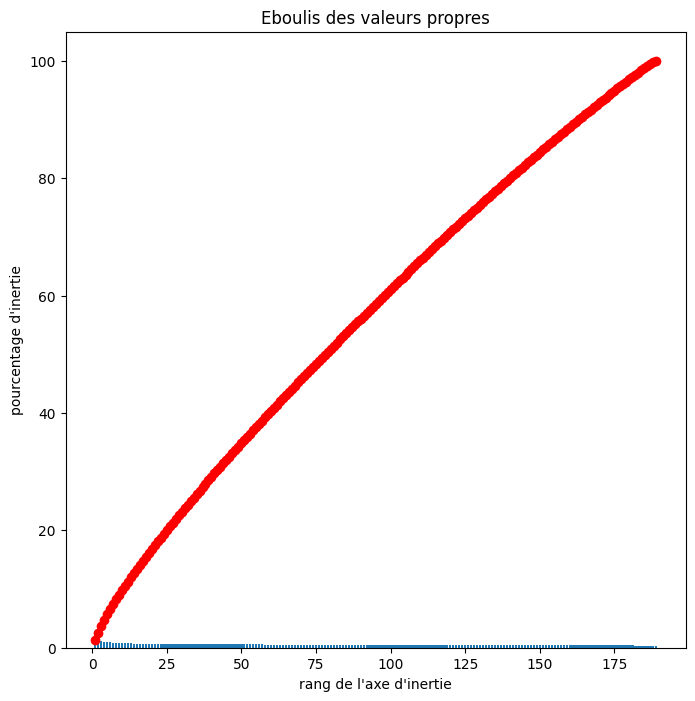 Eboulis des valeurs propres
100
80
60
40
20
0
pourcentage d'inertie
0 25 50 75 100 125 150 175
rang de l'axe d'inertie